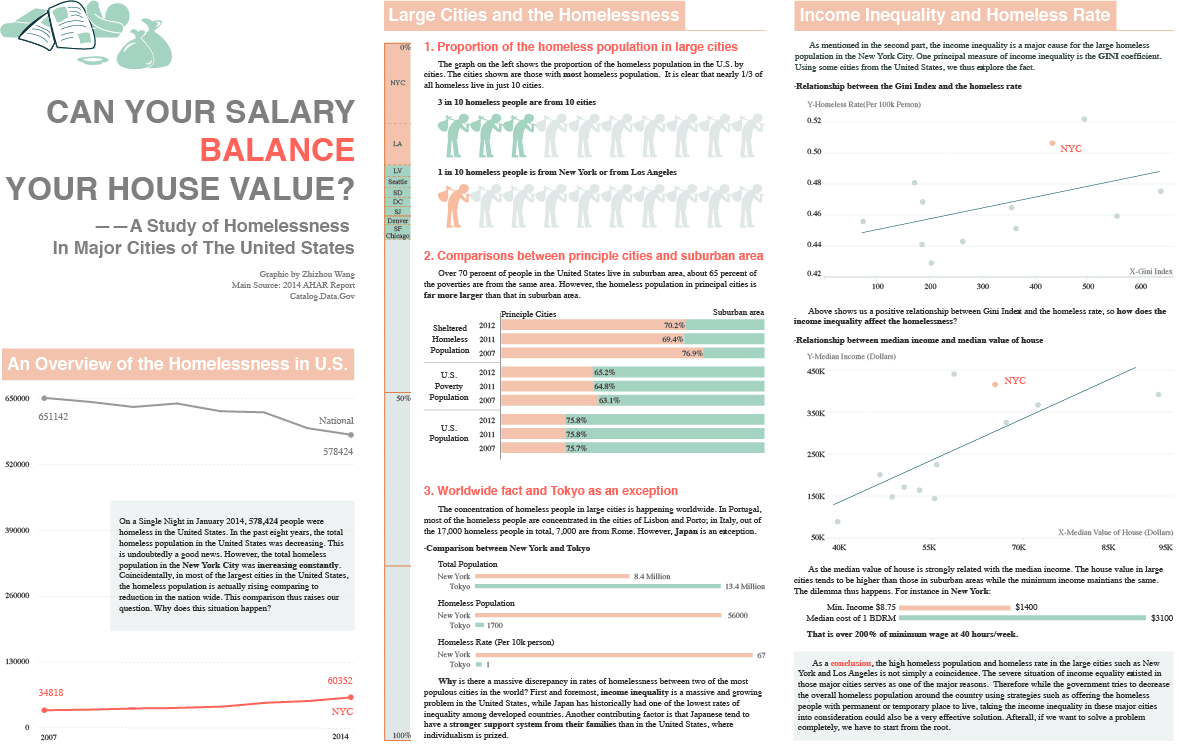 CAN YOUR SALARY
BALANCE
YOUR HOUSE VALUE?
——A Study of Homelessness
In Major Cities of The United States
Graphic by Zhizhou Wang
Main Source: 2014 AHAR Report
Catalog.Data.Gov
An Overview of the Homelessness in U.S.
650000
651142
National
578424
520000
390000
On a Single Night in January 2014, 578,424 people were
homeless in the United States. In the past eight years, the total
homeless population in the United States was decreasing. This
is undoubtedly a good news. However, the total homeless
population in the New York City was increasing constantly.
Coincidentally, in most of the largest cities in the United States,
the homeless population is actually rising comparing to
reduction in the nation wide. This comparison thus raises our
question. Why does this situation happen?
260000
130000
34818
60352
NYC
0
2007
2014
Large Cities and the Homelessness
0%
NYC
LA
LV
Seattle
SD
DC
SJ
Denver
SF
Chicago
50%
100%
1. Proportion of the homeless population in large cities
The graph on the left shows the proportion of the homeless population in the U.S. by
cities. The cities shown are those with most homeless population. It is clear that nearly 1/3 of
all homeless live in just 10 cities.
3 in 10 homeless people are from 10 cities
1 in 10 homeless people is from New York or from Los Angeles
2. Comparisons between principle cities and suburban area
Over 70 percent of people in the United States live in suburban area, about 65 percent of
the poverties are from the same area. However, the homeless population in principal cities is
far more larger than that in suburban area.
Principle Cities
Suburban area
Sheltered
Homeless
Population
2012
70.2%
2011
69.4%
2007
76.9%
U.S.
Poverty
Population
2012
65.2%
2011
64.8%
2007
63.1%
U.S.
Population
2012
75.8%
2011
75.8%
2007
75.7%
3. Worldwide fact and Tokyo as an exception
The concentration of homeless people in large cities is happening worldwide. In Portugal,
most of the homeless people are concentrated in the cities of Lisbon and Porto; in Italy, out of
the 17,000 homeless people in total, 7,000 are from Rome. However, Japan is an exception.
-Comparison between New York and Tokyo
Total Population
New York
8.4 Million
Tokyo
13.4 Million
Homeless Population
New York
56000
Tokyo
1700
Homeless Rate (Per 10k person)
New York
67
Tokyo
1
Why is there a massive discrepancy in rates of homelessness between two of the most
populous cities in the world? First and foremost, income inequality is a massive and growing
problem in the United States, while Japan has historically had one of the lowest rates of
inequality among developed countries. Another contributing factor is that Japanese tend to
have a stronger support system from their families than in the United States, where
individualism is prized.
Income Inequality and Homeless Rate
As mentioned in the second part, the income inequality is a major cause for the large homeless
population in the New York City. One principal measure of income inequality is the GINI coefficient.
Using some cities from the United States, we thus explore the fact.
-Relationship between the Gini Index and the homeless rate
Y-Homeless Rate(Per 100k Person)
0.52
0.50
NYC
0.48
0.46
0.44
0.42
X-Gini Index
100
200
300
400
500
600
Above shows us a positive relationship between Gini Index and the homeless rate, so how does the
income inequality affect the homelessness?
-Relationship between median income and median value of house
Y-Median Income (Dollars)
450K
NYC
350K
250K
150K
50K
X-Median Value of House (Dollars)
40K
55K
70K
85K
95K
As the median value of house is strongly related with the median income. The house value in large
cities tends to be higher than those in suburban areas while the minimum income maintians the same.
The dilemma thus happens. For instance in New York:
Min. Income $8.75
$1400
Median cost of 1 BDRM
$3100
That is over 200% of minimum wage at 40 hours/week.
As a conclusion, the high homeless population and homeless rate in the large cities such as New
York and Los Angeles is not simply a coincidence. The severe situation of income equality existed in
those major cities serves as one of the major reasons. Therefore while the government tries to decrease
the overall homeless population around the country using strategies such as offering the homeless
people with permanent or temporary place to live, taking the income inequality in these major cities
into consideration could also be a very effective solution. Afterall, if we want to solve a problem
completely, we have to start from the root.